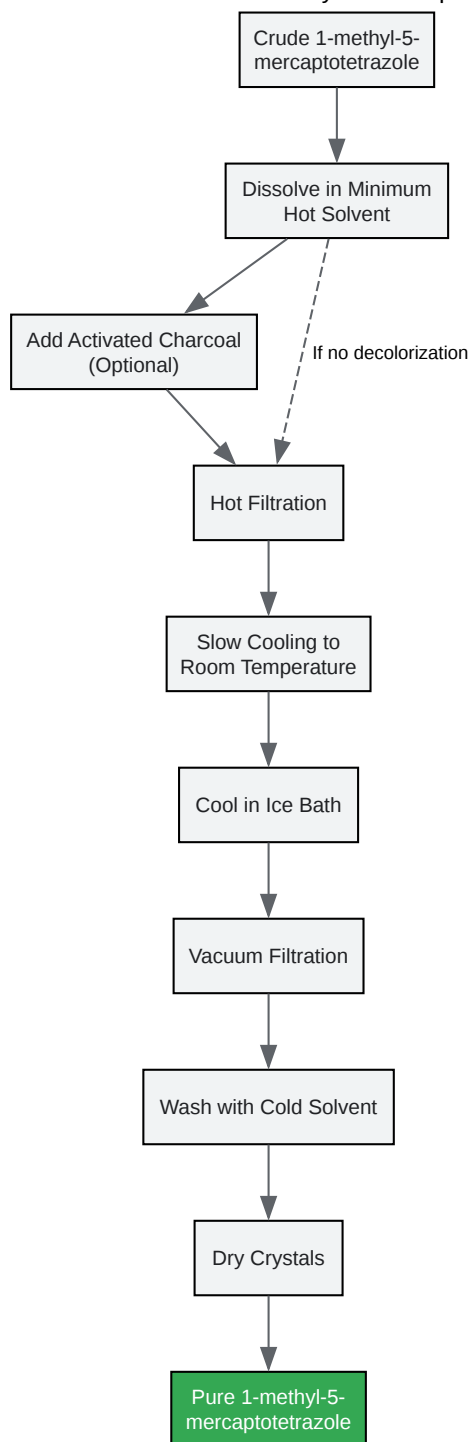 Crude 1-methyl-5-
mercaptotetrazole
Dissolve in Minimum
Hot Solvent
Add Activated Charcoal
(Optional)
If no decolorization
Hot Filtration
Slow Cooling to
Room Temperature
Cool in Ice Bath
Vacuum Filtration
Wash with Cold Solvent
Dry Crystals
Pure 1-methyl-5-
mercaptotetrazole